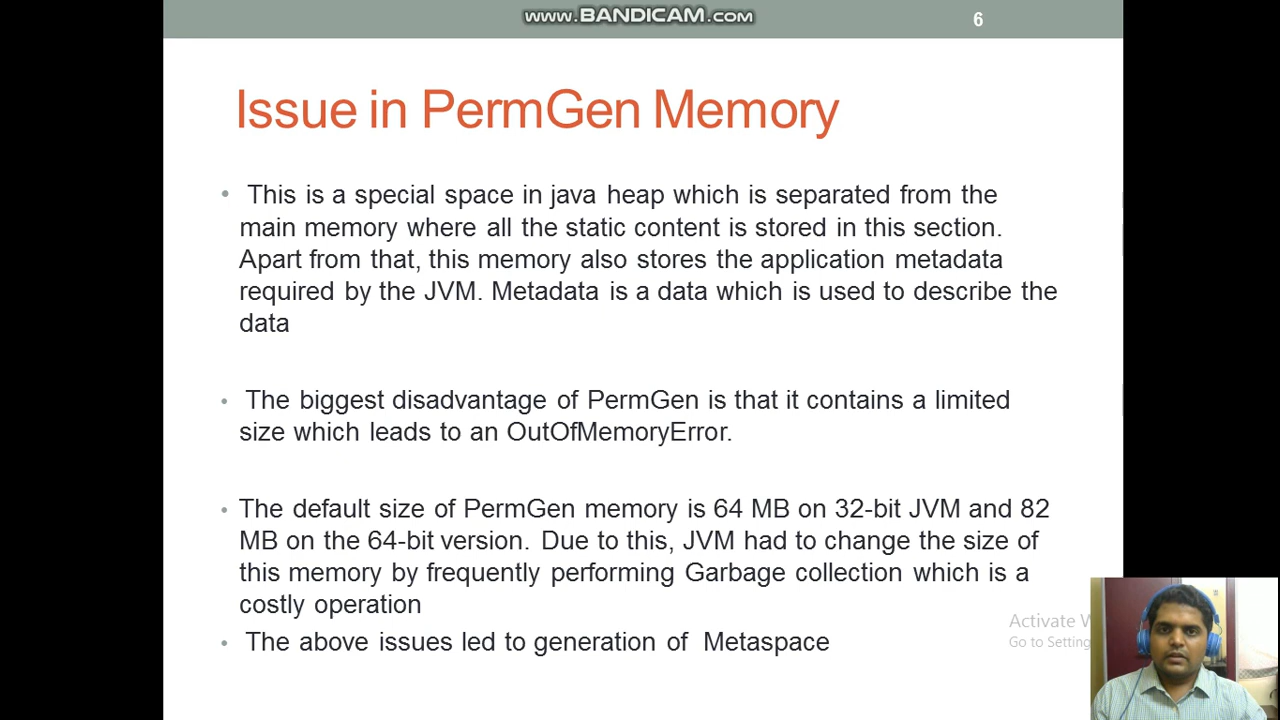 www.BANDICAM.com
6
Issue in PermGen Memory
• This is a special space in java heap which is separated from the
main memory where all the static content is stored in this section.
Apart from that, this memory also stores the application metadata
required by the JVM. Metadata is a data which is used to describe the
data
• The biggest disadvantage of PermGen is that it contains a limited
size which leads to an OutOfMemoryError.
• The default size of PermGen memory is 64 MB on 32-bit JVM and 82
MB on the 64-bit version. Due to this, JVM had to change the size of
this memory by frequently performing Garbage collection which is a
costly operation
• The above issues led to generation of Metaspace
Activate W
Go to Setting